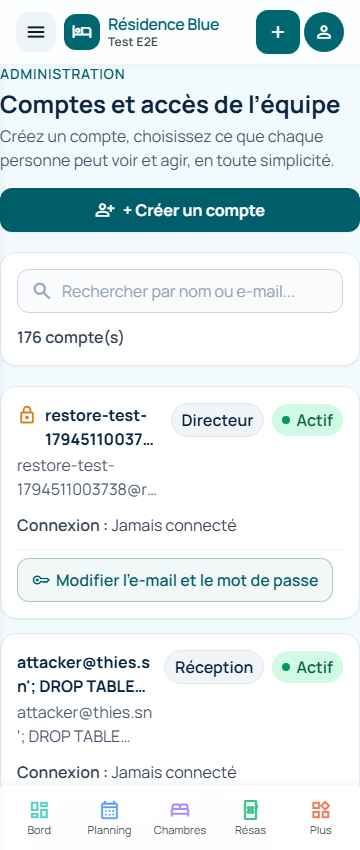 Résidence Blue
Test E2E
ADMINISTRATION
Comptes et accès de l'équipe
Créez un compte, choisissez ce que chaque
personne peut voir et agir, en toute simplicité.
+ Créer un compte
Rechercher par nom ou e-mail...
176 compte(s)
restore-test-
17945110037...
Directeur
Actif
restore-test-
1794511003738@r...
Connexion : Jamais connecté
Modifier l'e-mail et le mot de passe
attacker@thies.s
n'; DROP TABLE...
Réception
Actif
attacker@thies.sn
'; DROP TABLE...
Connexion : Jamais connecté
Bord
Planning
Chambres
Résas
Plus